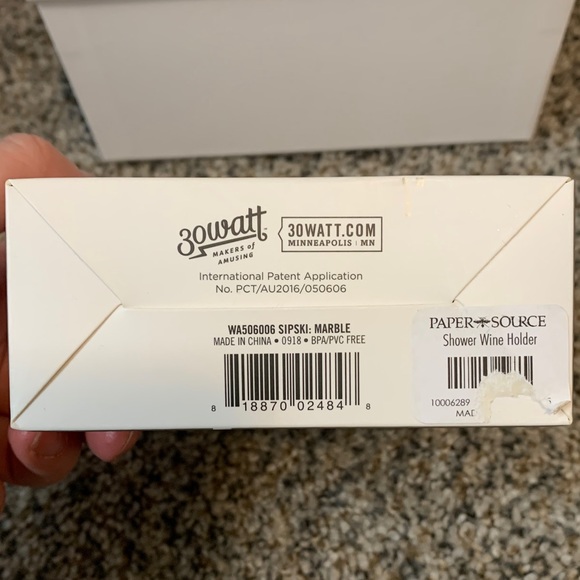 30watt
MAKERS of
AMUSING
30WATT.COM
MINNEAPOLIS | MN
International Patent Application
No. PCT/AU2016/050606
WA506006 SIPSKI: MARBLE
MADE IN CHINA • 0918 • BPA/PVC FREE
8 18870 02484 8
PAPER SOURCE
Shower Wine Holder
10006289